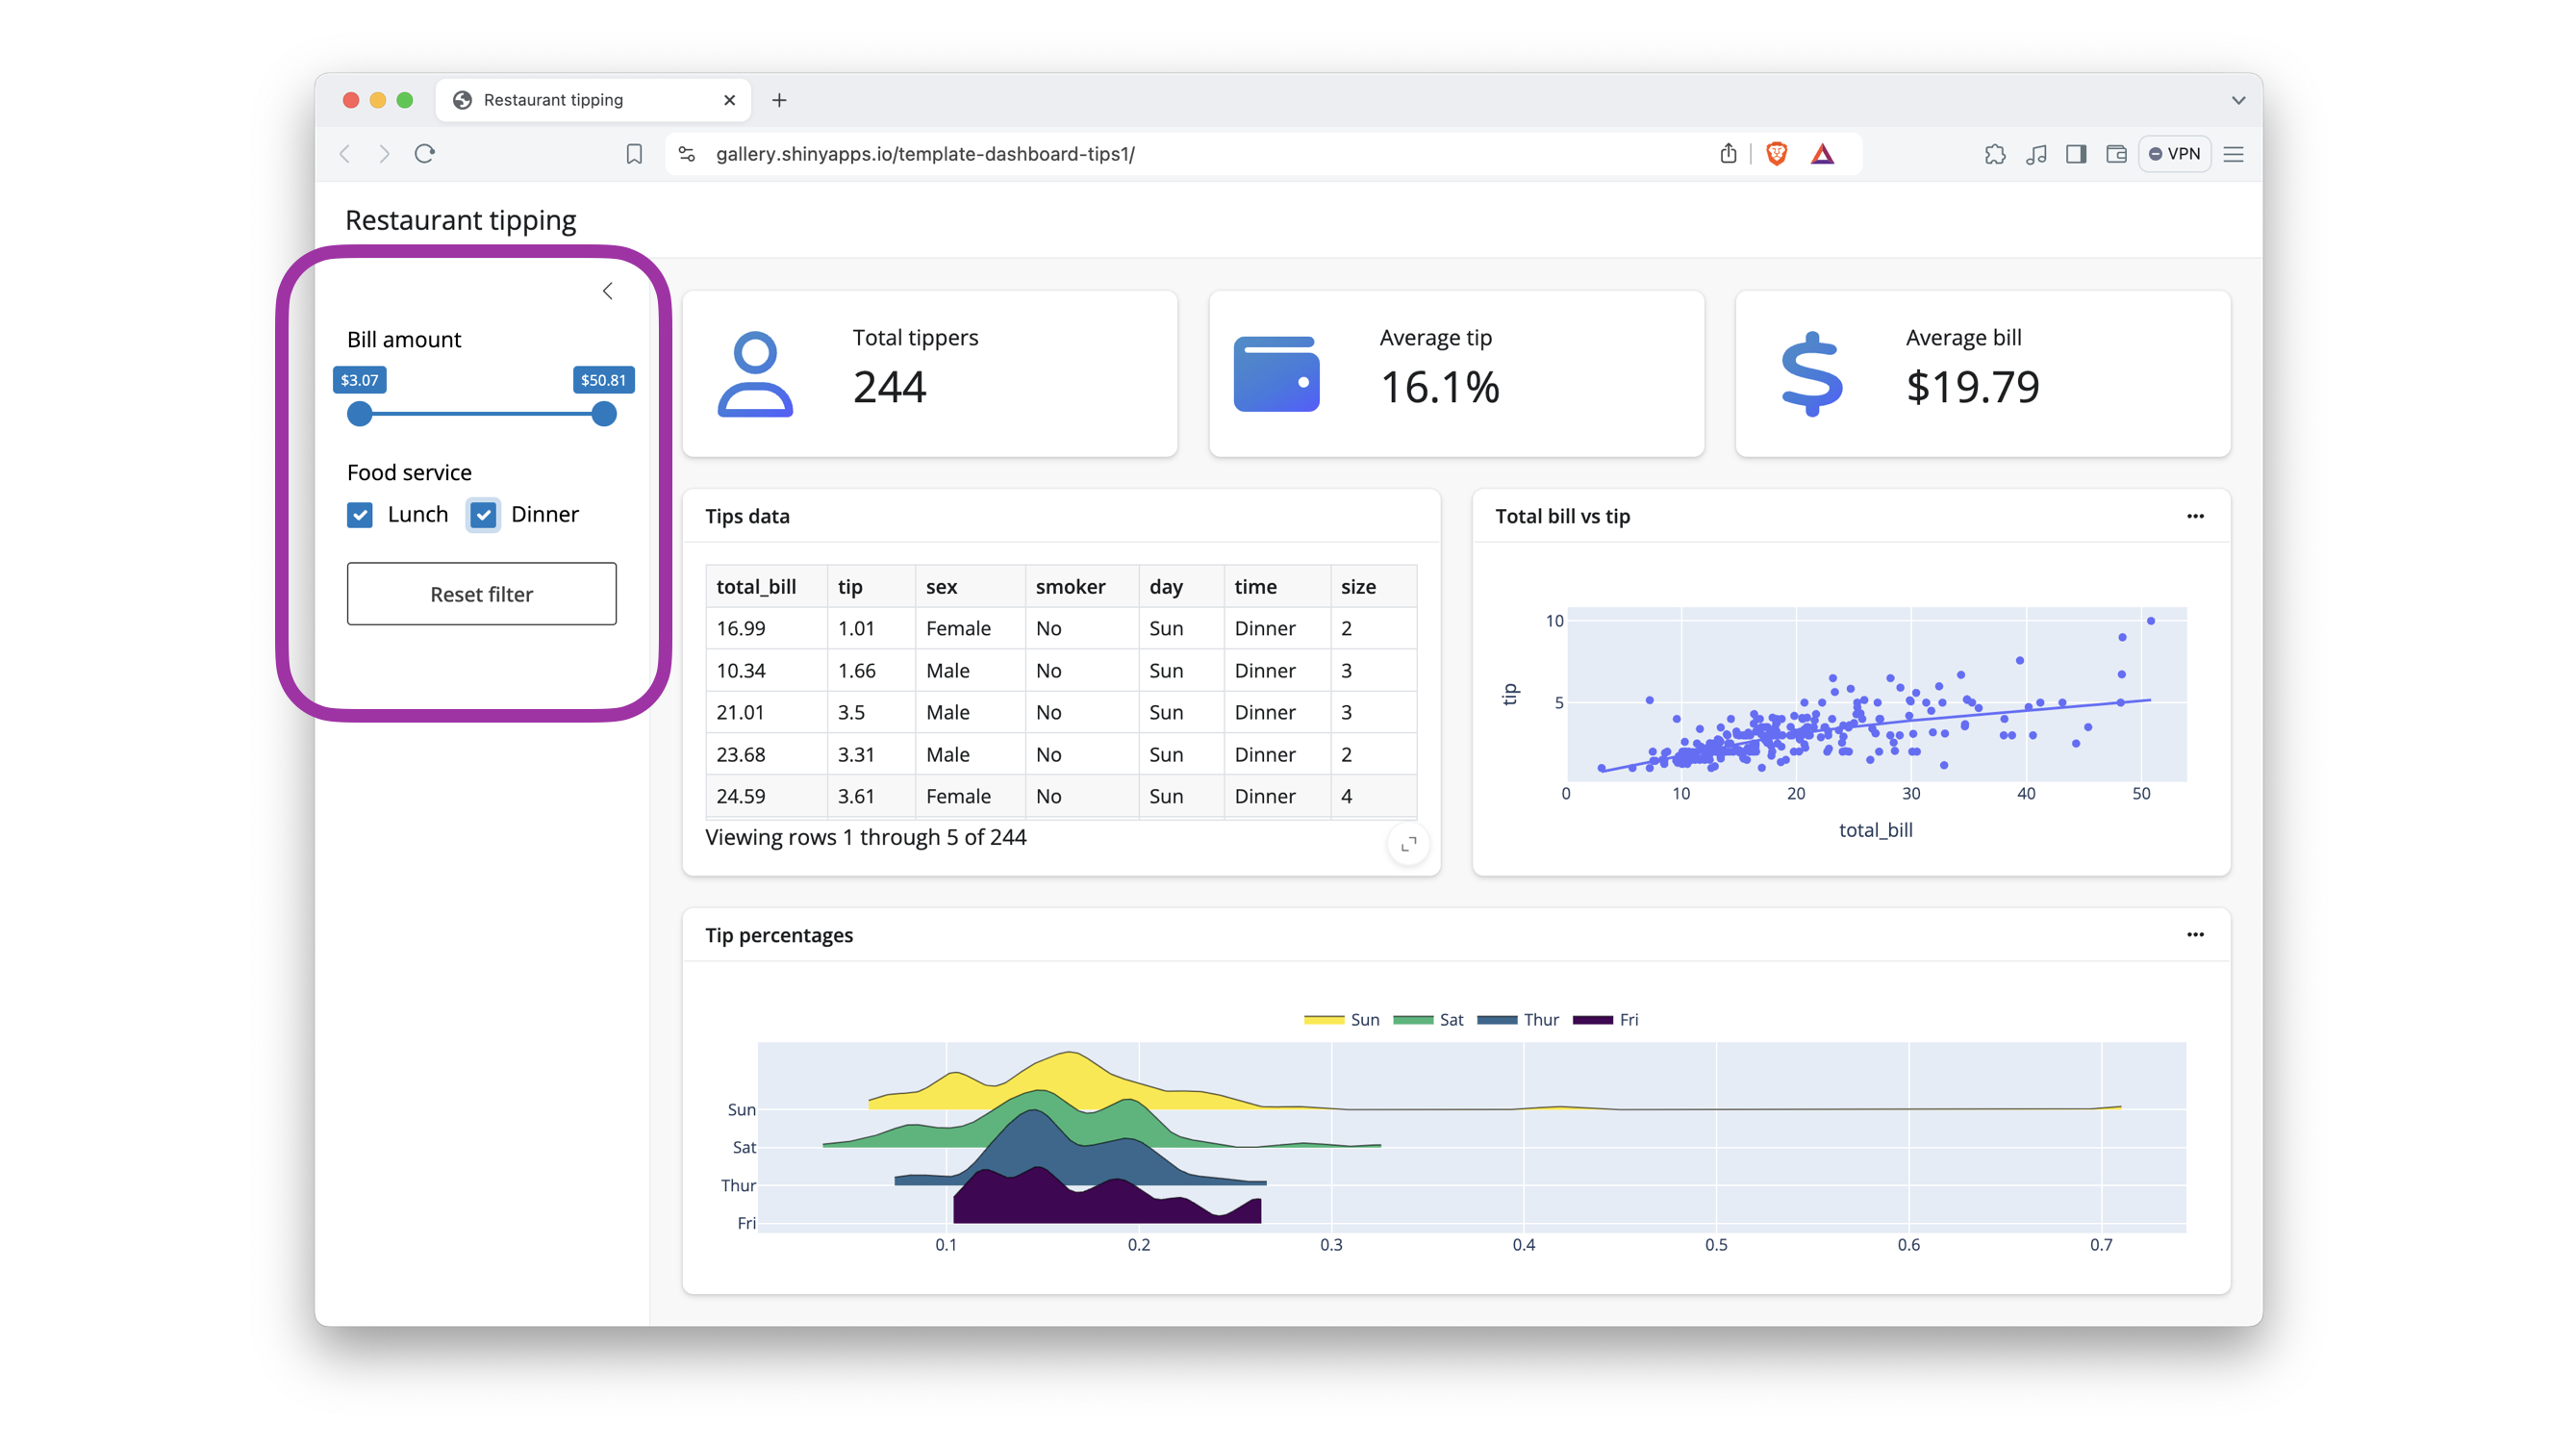 Restaurant tipping
gallery.shinyapps.io/template-dashboard-tips1/
VPN
Restaurant tipping
Bill amount
$3.07 $50.81
Food service
Lunch Dinner
Reset filter
Total tippers
244
Average tip
16.1%
Average bill
$19.79
Tips data
total_bill tip sex smoker day time size
16.99 1.01 Female No Sun Dinner 2
10.34 1.66 Male No Sun Dinner 3
21.01 3.5 Male No Sun Dinner 3
23.68 3.31 Male No Sun Dinner 2
24.59 3.61 Female No Sun Dinner 4
Viewing rows 1 through 5 of 244
Total bill vs tip
10
5
tip
0 10 20 30 40 50
total_bill
Tip percentages
Sun Sat Thur Fri
Sun
Sat
Thur
Fri
0.1 0.2 0.3 0.4 0.5 0.6 0.7